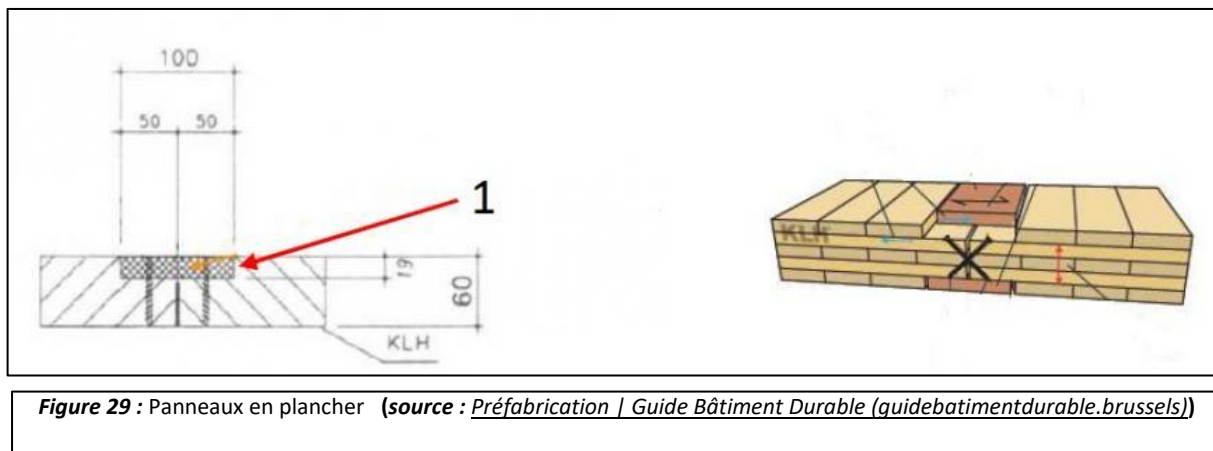 100
50 50
1
19
60
KLH
KLH
Figure 29 : Panneaux en plancher (source : Préfabrication | Guide Bâtiment Durable (guidebatimentdurable.brussels))